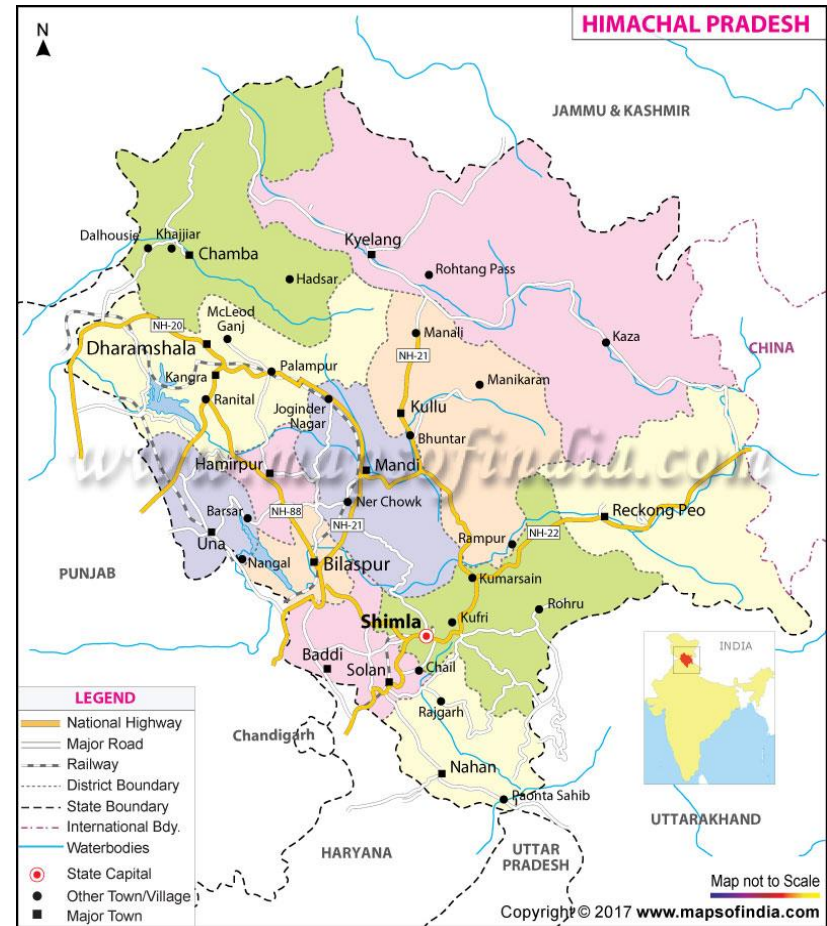 HIMACHAL PRADESH
N
JAMMU & KASHMIR
Dalhousie
Khajjiar
Chamba
Kyelang
Hadsar
Rohtang Pass
McLeod
Ganj
NH-20
Manali
Kaza
CHINA
Dharamshala
NH-21
Palampur
Kangra
Manikaran
Ranital
Joginder
Nagar
Kullu
Bhuntar
www.mapsofindia.com
Hamirpur
Mandi
Ner Chowk
Barsar
NH-88
NH-21
Reckong Peo
Rampur
NH-22
Una
Nangal
Bilaspur
PUNJAB
Kumarsain
Shimla
Kufri
Rohru
Baddi
Solan
Chail
INDIA
Rajgarh
LEGEND
National Highway
Major Road
Railway
District Boundary
State Boundary
International Bdy.
Waterbodies
State Capital
Other Town/Village
Major Town
Chandigarh
Nahan
Paonta Sahib
UTTARAKHAND
HARYANA
UTTAR
PRADESH
Map not to Scale
Copyright © 2017 www.mapsofindia.com